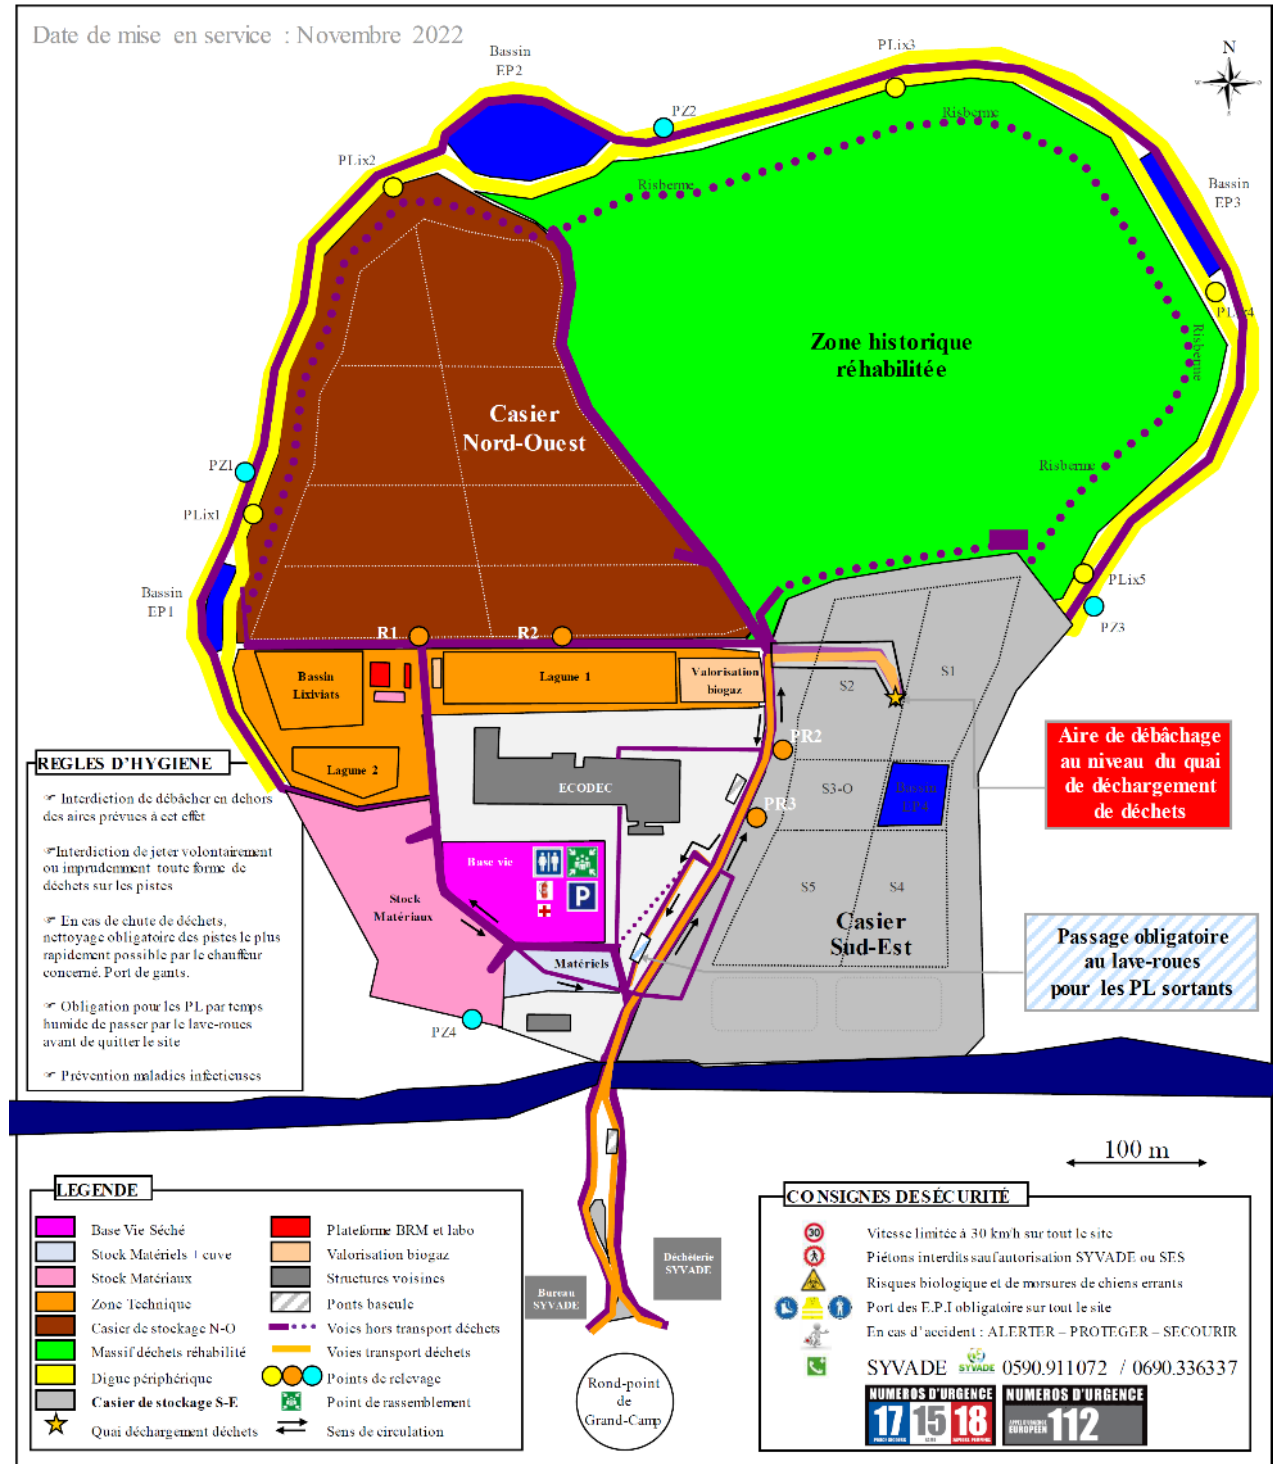 Date de mise en service : Novembre 2022
Bassin
EP2
PLix3
N
PZ2
Risberme
PLix2
Risberme
Bassin
EP3
PLix4
Risberme
Zone historique
réhabilitée
Casier
Nord-Ouest
PZ1
Risberme
PLix1
Bassin
EP1
PLix5
PZ3
R1
R2
Bassin
Lixiviats
Lagune 1
Valorisation
biogaz
S2
S1
Lagune 2
PR2
ECODEC
S3-O
Bassin
EP4
PR3
Aire de débâchage
au niveau du quai
de déchargement
de déchets
REGLES D'HYGIENE
☞ Interdiction de débâcher en dehors
des aires prévues à cet effet
☞Interdiction de jeter volontairement
ou imprudemment toute forme de
déchets sur les pistes
☞ En cas de chute de déchets,
nettoyage obligatoire des pistes le plus
rapidement possible par le chauffeur
concerné. Port de gants.
☞ Obligation pour les PL par temps
humide de passer par le lave-roues
avant de quitter le site
☞ Prévention maladies infectieuses
Base vie
P
Stock
Matériaux
S5
S4
Casier
Sud-Est
Matériels
Passage obligatoire
au lave-roues
pour les PL sortants
PZ4
100 m
LEGENDE
Base Vie Séché
Stock Matériels + cuve
Stock Matériaux
Zone Technique
Casier de stockage N-O
Massif déchets réhabilité
Digue périphérique
Casier de stockage S-E
Quai déchargement déchets
Plateforme BRM et labo
Valorisation biogaz
Structures voisines
Ponts bascule
Voies hors transport déchets
Voies transport déchets
Points de relevage
Point de rassemblement
Sens de circulation
Bureau
SYVADE
Déchèterie
SYVADE
Rond-point
de
Grand-Camp
CONSIGNES DE SÉCURITÉ
30
Vitesse limitée à 30 km/h sur tout le site
Piétons interdits sauf autorisation SYVADE ou SES
Risques biologique et de morsures de chiens errants
Port des E.P.I obligatoire sur tout le site
En cas d'accident : ALERTER – PROTEGER – SECOURIR
SYVADE SYVADE 0590.911072 / 0690.336337
NUMEROS D'URGENCE
17 15 18
NUMEROS D'URGENCE
APPEL D'URGENCE
EUROPEEN
112